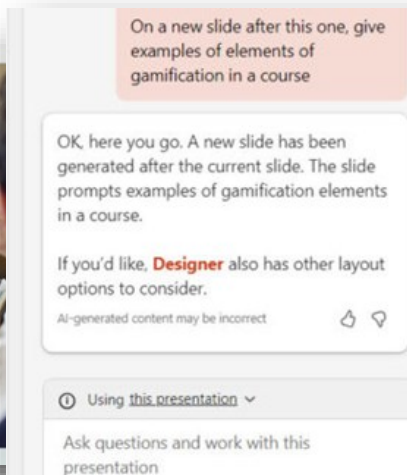 On a new slide after this one, give
examples of elements of
gamification in a course
OK, here you go. A new slide has been
generated after the current slide. The slide
prompts examples of gamification elements
in a course.
If you'd like, Designer also has other layout
options to consider.
AI-generated content may be incorrect
Using this presentation
Ask questions and work with this
presentation